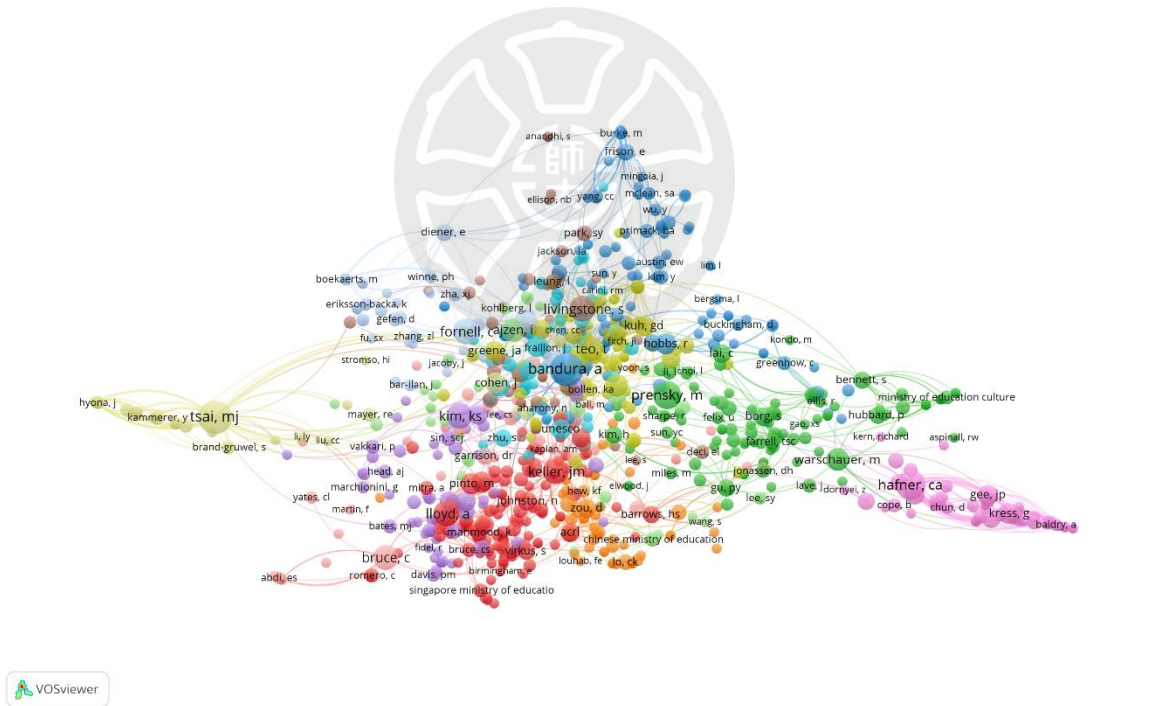 anandhi, s
burke, m
frison, e
師
mingoia, j
ellison, nb
yang, cc
mclean, sa
wu, y
diener, e
park, sy
primack, ba
jackson, la
austin, ew
lim, l
boekaerts, m
winne, ph
leung, l
sun, y
kim, y
zha, xj
carini, rm
bergsma, l
eriksson-backa, k
kohlberg, l
livingstone, s
gefen, d
fornell, c
ajzen, i
chen, cc
kuh, gd
buckingham, d
fu, sx
zhang, zl
fitch, j
hobbs, r
kondo, m
greene, ja
fraillon, j
teo, t
lai, c
stromso, hi
jacoby, j
bandura, a
yoon, s
li, j
choi, l
greenhow, c
bar-ilan, j
cohen, j
bollen, ka
prensky, m
bennett, s
hyona, j
ministry of education culture
kammerer, y
tsai, mj
mayer, re
kim, ks
lee, cs
aharony, n
bali, m
sharpe, r
felix, u
borg, s
ellis, r
hubbard, p
gao, xs
li, ly
liu, cc
sin, scj
zhu, s
unesco
kim, h
sun, yc
farrell, tsc
kern, richard
aspinall, rw
brand-gruwel, s
vakkari, p
garrison, dr
kaplan, am
lee, s
decl, el
warschauer, m
head, aj
keller, jm
miles, m
jonassen, dh
marchionini, g
mitra, a
pinto, m
elwood, j
gu, py
lave, j
dornyei, z
hafner, ca
yates, cl
johnston, n
hew, kf
lee, sy
gee, jp
martin, f
lloyd, a
zou, d
barrows, hs
cope, b
chun, d
kress, g
bates, mj
mahmood, k
acrl
wang, s
baldry, a
chinese ministry of education
fidel, r
bruce, cs
virkus, s
bruce, c
louhab, fe
lo, ck
abdi, es
romero, c
davis, pm
birmingham, e
singapore ministry of educatio
VOSviewer